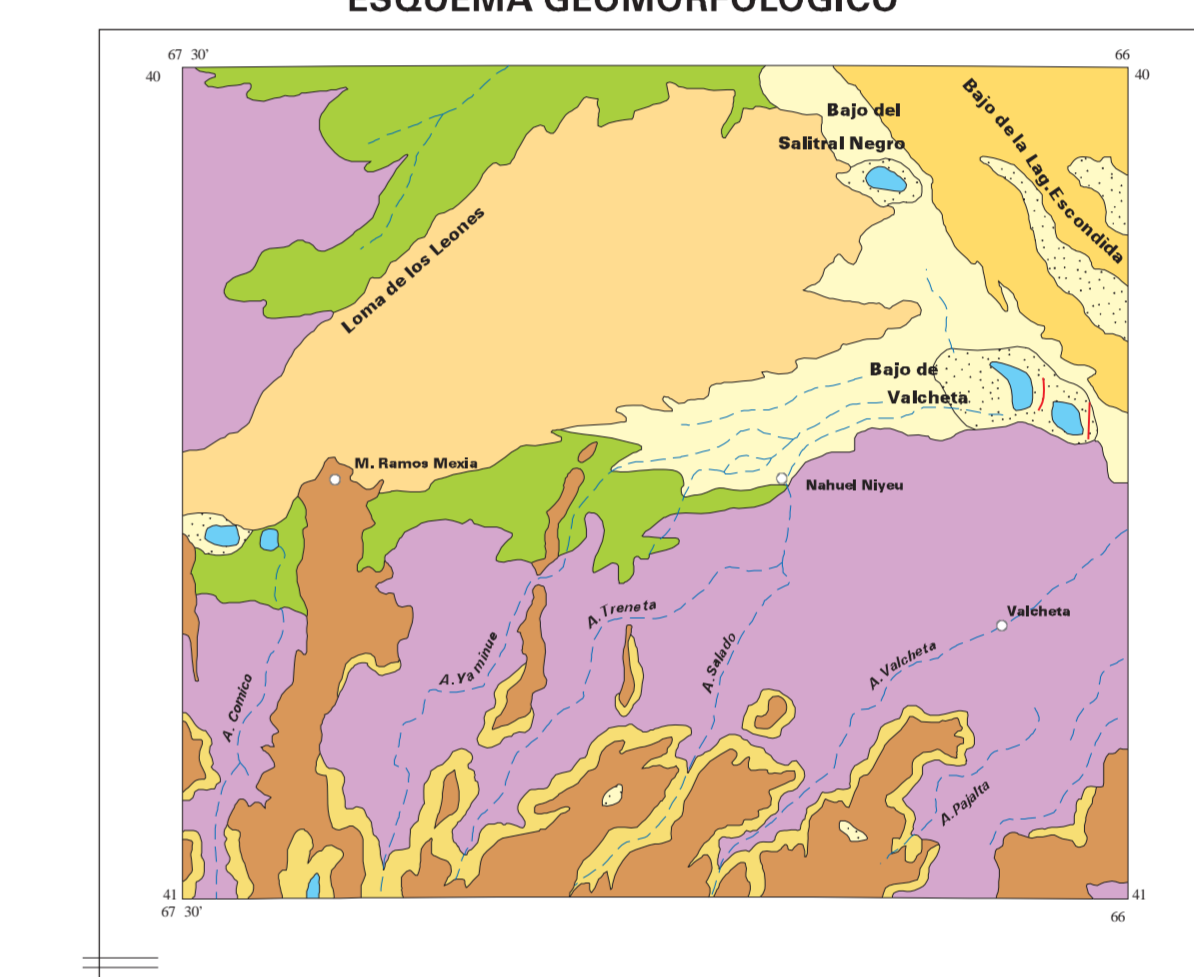 ESQUEMA GEOMORFOLOGICO
67 30'
66
40
40
Bajo del
Salitral Negro
Bajo de la Lag. Escondida
Loma de los Leones
Bajo de
Valcheta
M. Ramos Mexia
Nahuel Niyeu
A. Treneta
Valcheta
A. Yaminue
A. Salado
A. Valcheta
A. Comico
A. Pajalta
41
41
67 30'
66